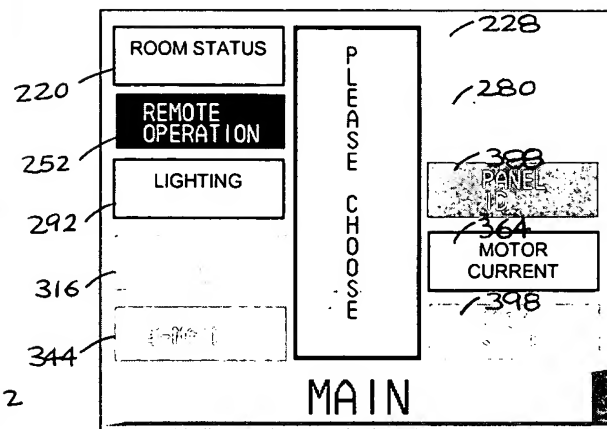 ROOM STATUS
220
REMOTE
OPERATION
252
LIGHTING
292
316
344
2
PLEASE CHOOSE
228
280
388
PANEL
ID
364
MOTOR
CURRENT
398
MAIN